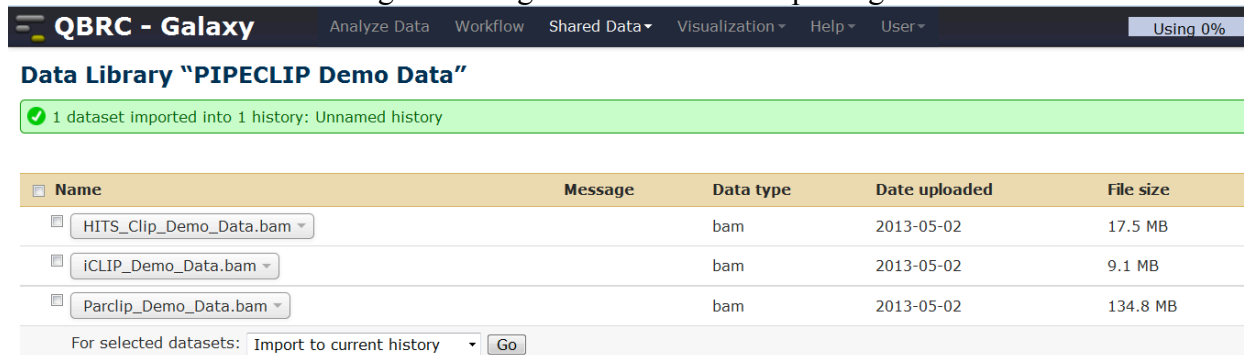 QBRC - Galaxy Analyze Data Workflow Shared Data Visualization Help User Using 0%
Data Library “PIPECLIP Demo Data”
1 dataset imported into 1 history: Unnamed history
Name Message Data type Date uploaded File size
HITS_Clip_Demo_Data.bam bam 2013-05-02 17.5 MB
iCLIP_Demo_Data.bam bam 2013-05-02 9.1 MB
Parclip_Demo_Data.bam bam 2013-05-02 134.8 MB
For selected datasets: Import to current history Go